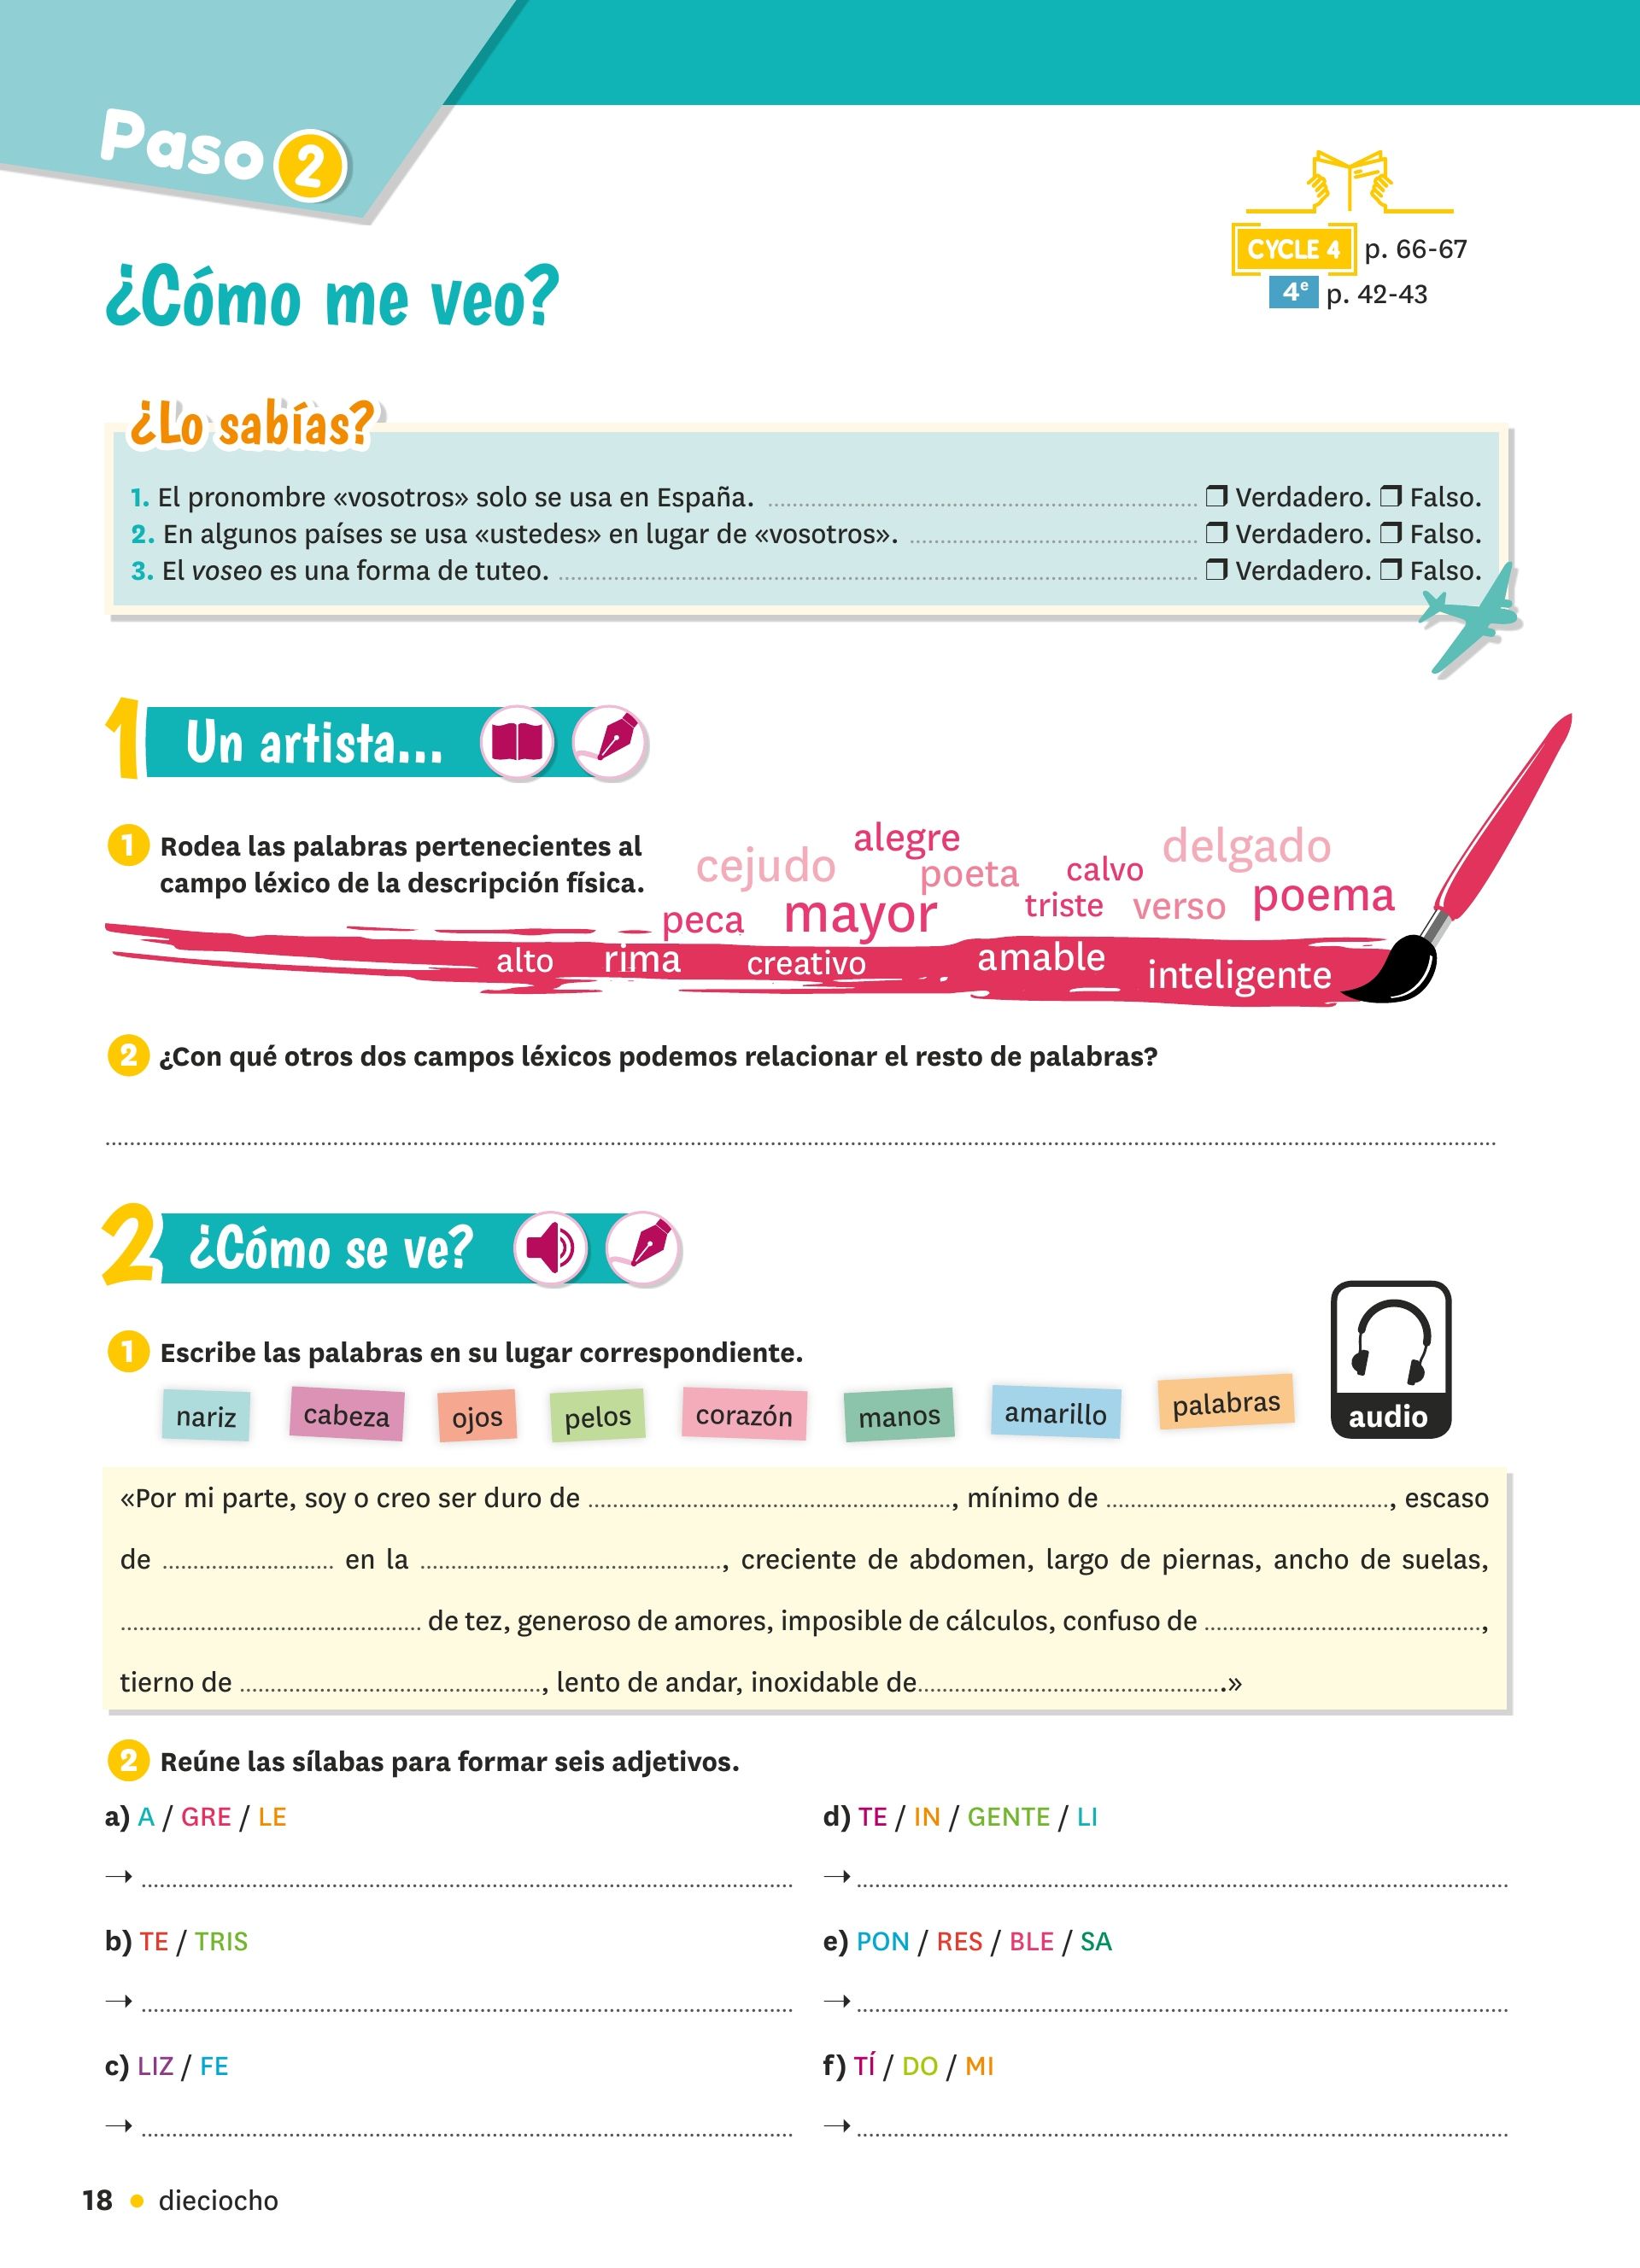 Paso 2
CYCLE 4 p. 66-67
4e p. 42-43
¿Cómo me veo?
¿Lo sabías?
1. El pronombre «vosotros» solo se usa en España. ❒ Verdadero. ❒ Falso.
2. En algunos países se usa «ustedes» en lugar de «vosotros». ❒ Verdadero. ❒ Falso.
3. El voseo es una forma de tuteo. ❒ Verdadero. ❒ Falso.
1 Un artista...
1 Rodea las palabras pertenecientes al
campo léxico de la descripción física.
cejudo alegre poeta calvo delgado
peca mayor triste verso poema
alto rima creativo amable inteligente
2 ¿Con qué otros dos campos léxicos podemos relacionar el resto de palabras?
2 ¿Cómo se ve?
1 Escribe las palabras en su lugar correspondiente.
audio
nariz cabeza ojos pelos corazón manos amarillo palabras
«Por mi parte, soy o creo ser duro de ........, mínimo de ........, escaso
de ........ en la ........, creciente de abdomen, largo de piernas, ancho de suelas,
........ de tez, generoso de amores, imposible de cálculos, confuso de ........,
tierno de ........, lento de andar, inoxidable de.........»
2 Reúne las sílabas para formar seis adjetivos.
a) A / GRE / LE
→
b) TE / TRIS
→
c) LIZ / FE
→
d) TE / IN / GENTE / LI
→
e) PON / RES / BLE / SA
→
f) TÍ / DO / MI
→
18 • dieciocho